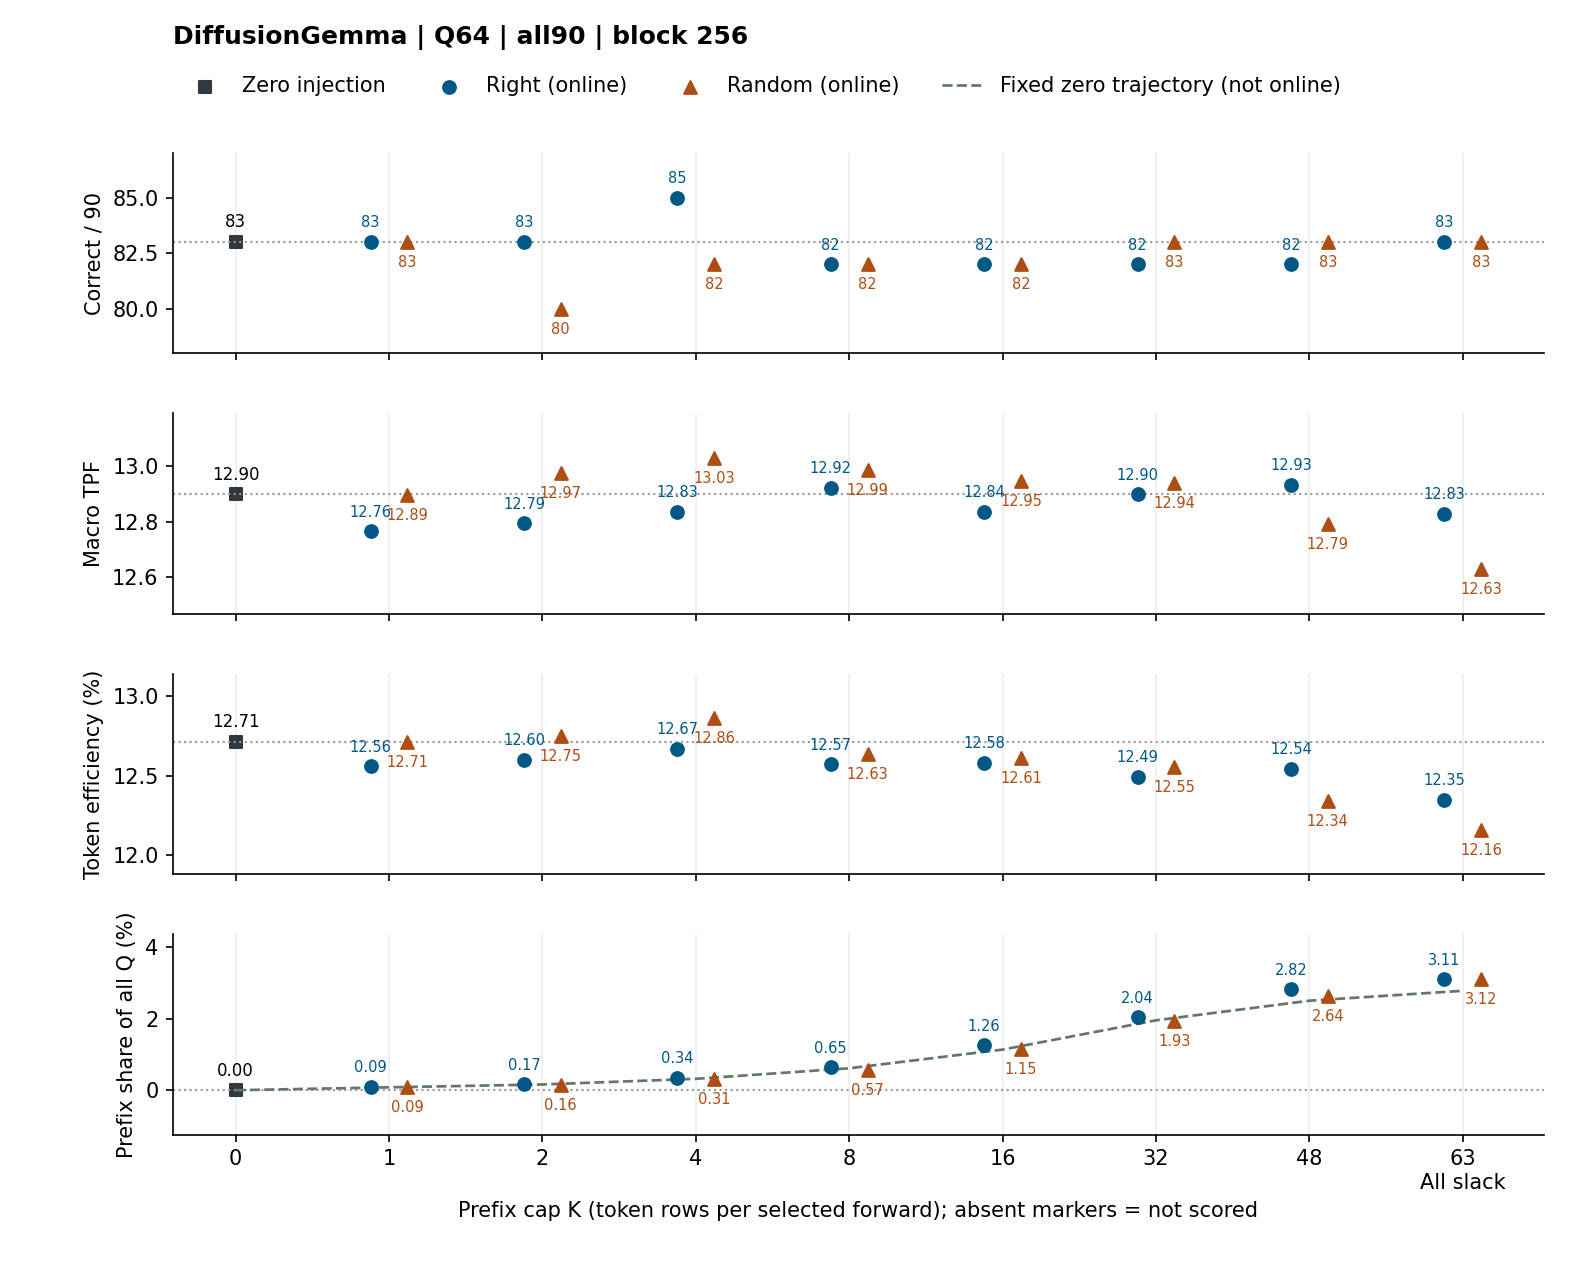 DiffusionGemma | Q64 | all90 | block 256
Zero injection Right (online) Random (online) Fixed zero trajectory (not online)
Correct / 90
85.0
82.5
80.0
83
83 83 85 82 82 82 82 83
83 80 82 82 82 83 83 83
Macro TPF
13.0
12.8
12.6
12.90
12.76 12.79 12.83 12.92 12.84 12.90 12.93 12.83
12.89 12.97 13.03 12.99 12.95 12.94 12.79 12.63
Token efficiency (%)
13.0
12.5
12.0
12.71
12.56 12.60 12.67 12.57 12.58 12.49 12.54 12.35
12.71 12.75 12.86 12.63 12.61 12.55 12.34 12.16
Prefix share of all Q (%)
4
2
0
0.00
0.09 0.17 0.34 0.65 1.26 2.04 2.82 3.11
0.09 0.16 0.31 0.57 1.15 1.93 2.64 3.12
0 1 2 4 8 16 32 48 63
All slack
Prefix cap K (token rows per selected forward); absent markers = not scored